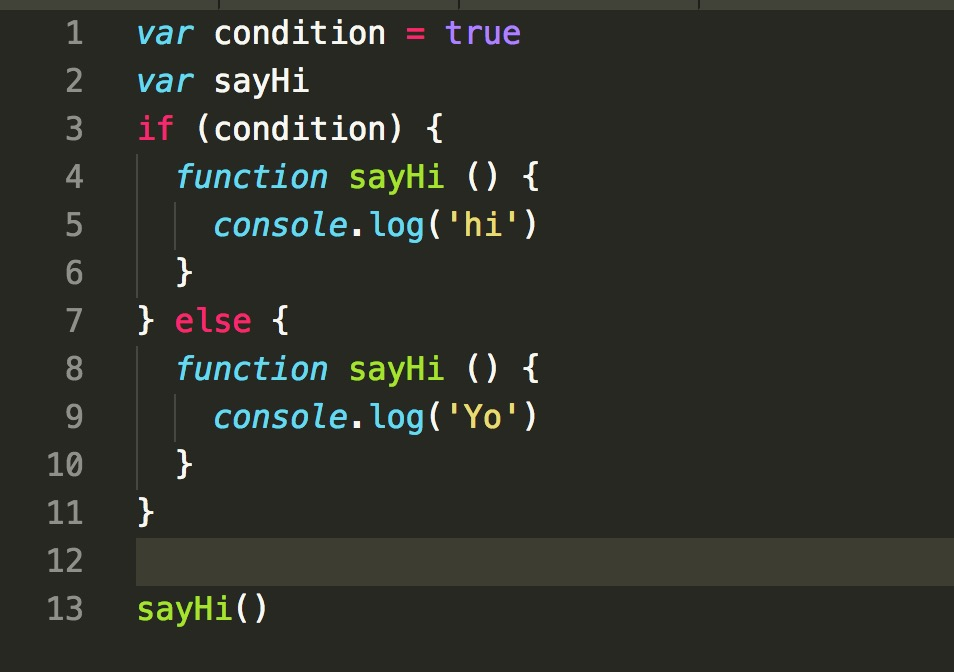 1 var condition = true
2 var sayHi
3 if (condition) {
4   function sayHi () {
5     console.log('hi')
6   }
7 } else {
8   function sayHi () {
9     console.log('Yo')
10   }
11 }
12
13 sayHi()